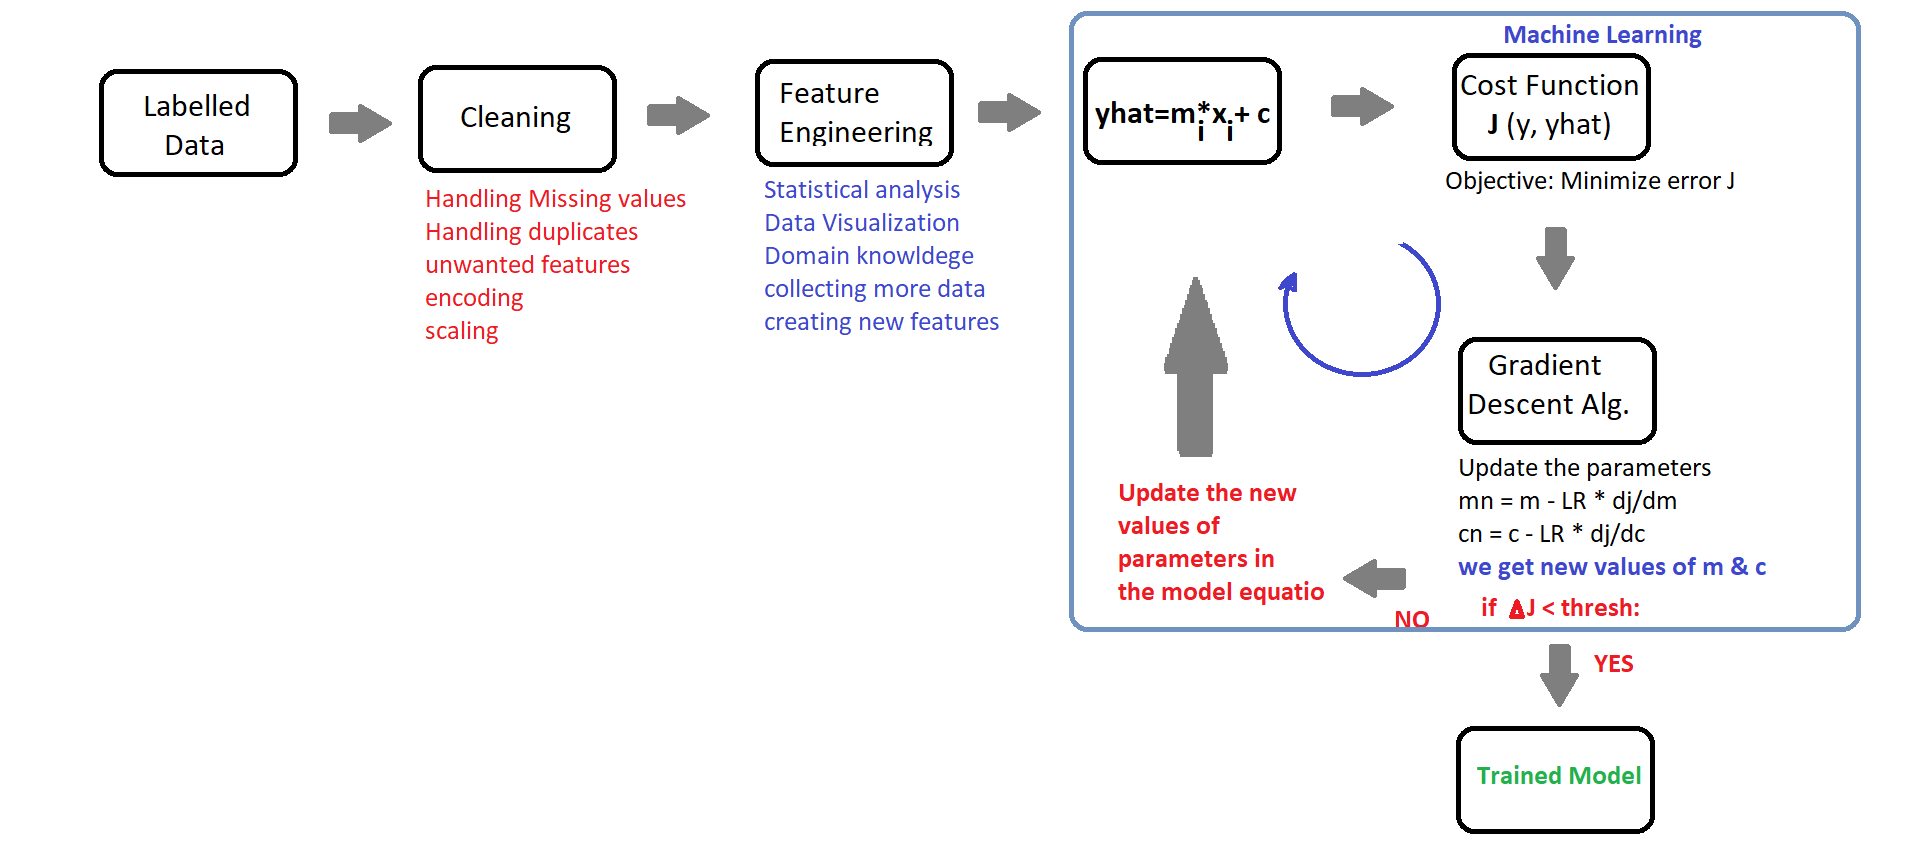 Labelled
Data
Cleaning
Handling Missing values
Handling duplicates
unwanted features
encoding
scaling
Feature
Engineering
Statistical analysis
Data Visualization
Domain knowldege
collecting more data
creating new features
Machine Learning
yhat=mᵢ*xᵢ+ c
Cost Function
J (y, yhat)
Objective: Minimize error J
Gradient
Descent Alg.
Update the parameters
mn = m - LR * dj/dm
cn = c - LR * dj/dc
we get new values of m & c
if ΔJ < thresh:
NO
Update the new
values of
parameters in
the model equatio
YES
Trained Model